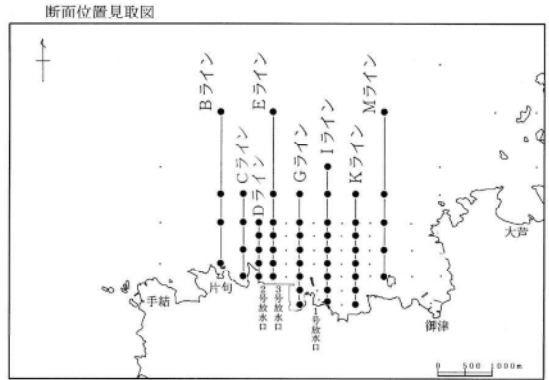 断面位置見取図
Bライン
Cライン
Dライン
Eライン
Gライン
Iライン
Kライン
Mライン
大芦
手結
片句
2号放水口
3号放水口
1号放水口
御津
0 500 1000m